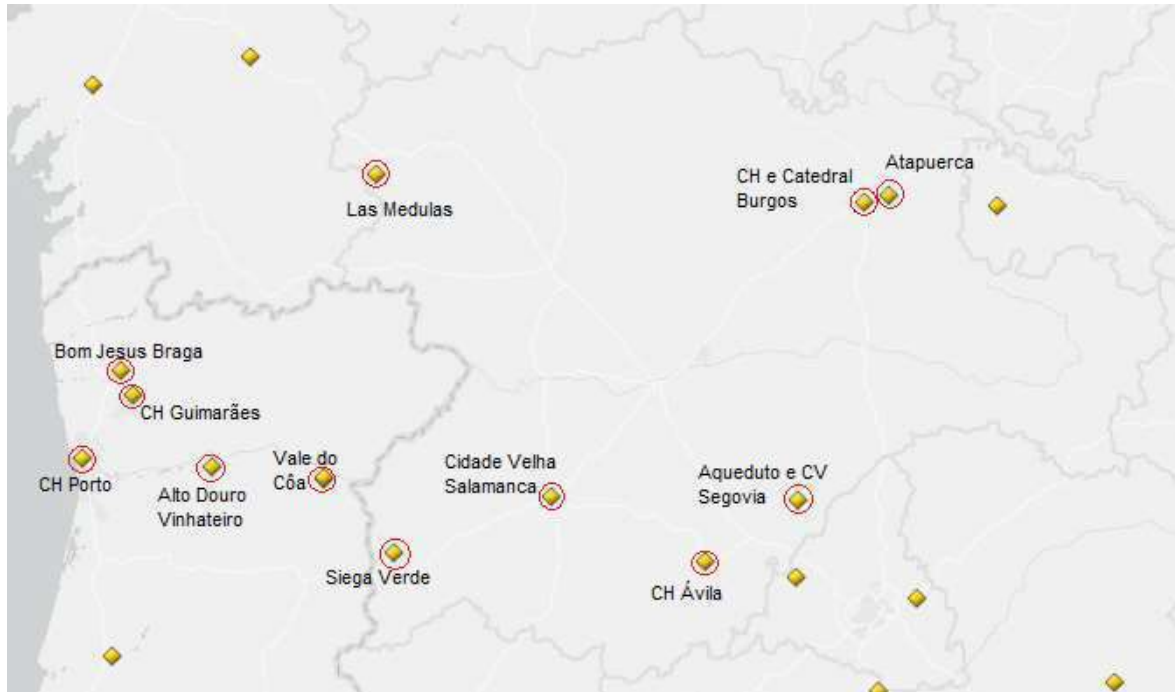 Atapuerca
CH e Catedral
Burgos
Las Medulas
Bom Jesus Braga
CH Guimarães
CH Porto
Alto Douro
Vinhateiro
Vale do
Côa
Cidade Velha
Salamanca
Aqueduto e CV
Segovia
Siega Verde
CH Ávila